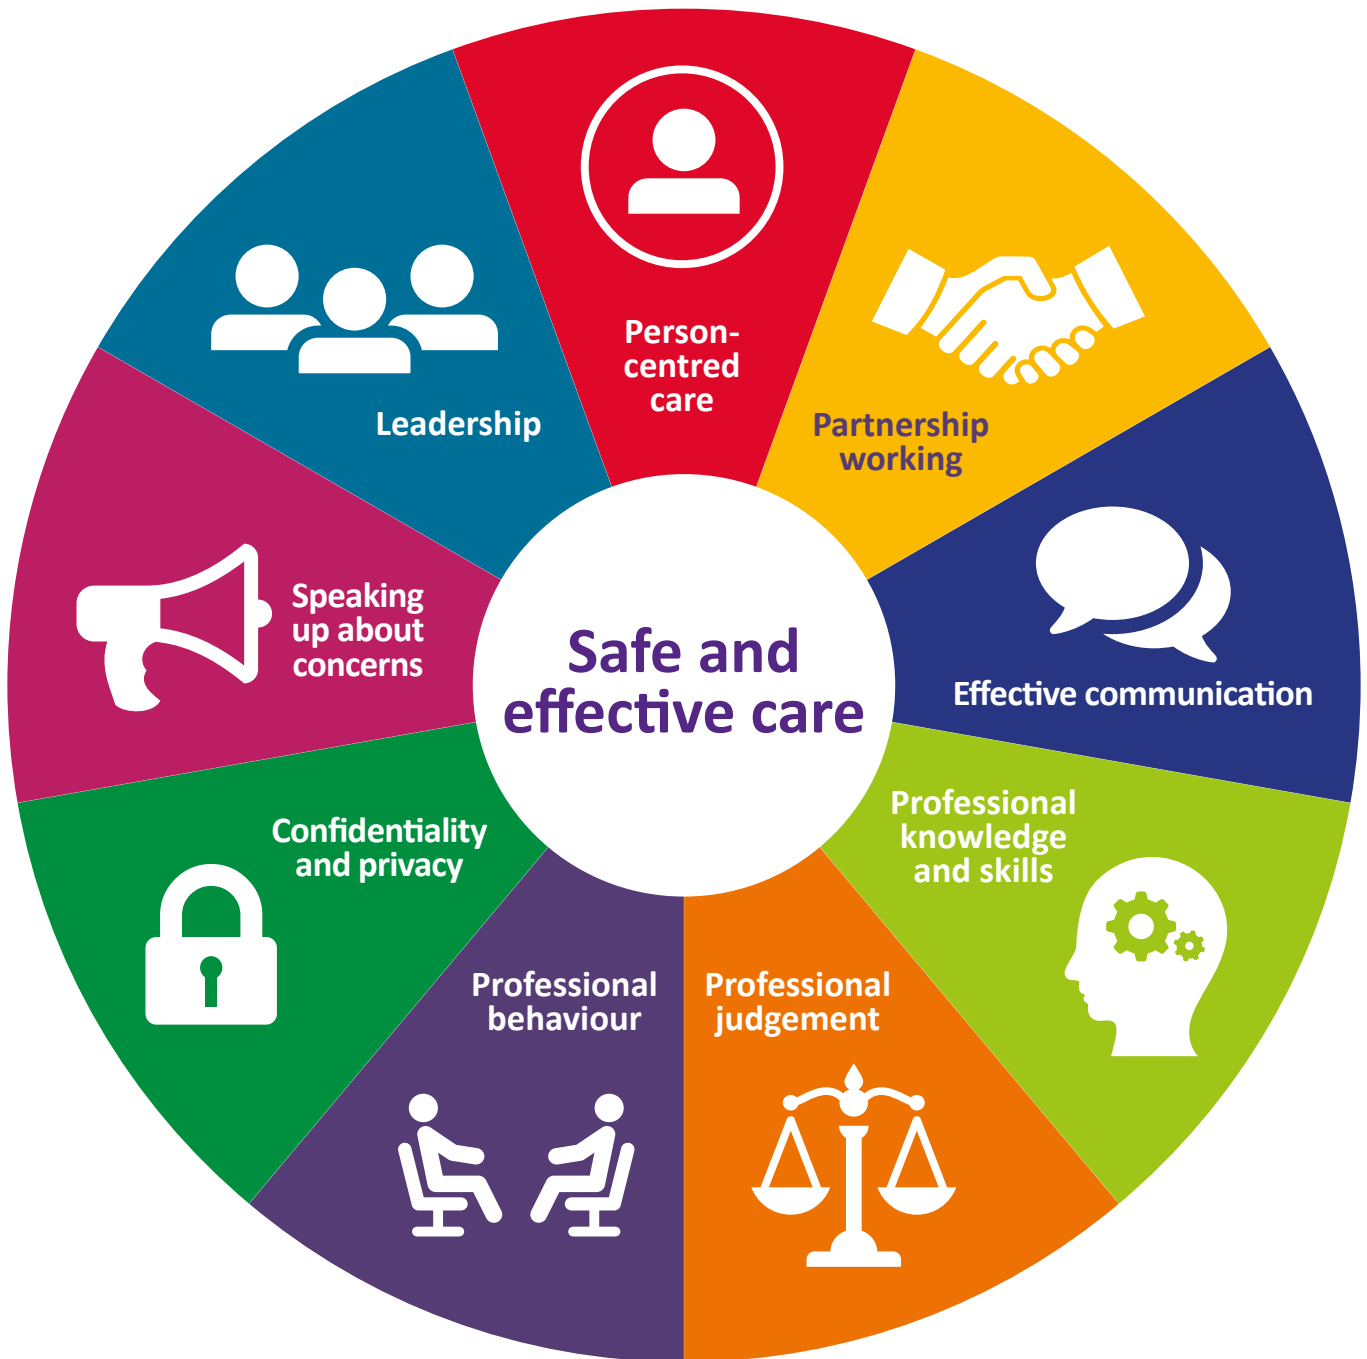 Person-
centred
care
Partnership
working
Effective communication
Professional
knowledge
and skills
Professional
judgement
Professional
behaviour
Confidentiality
and privacy
Speaking
up about
concerns
Leadership
Safe and
effective care